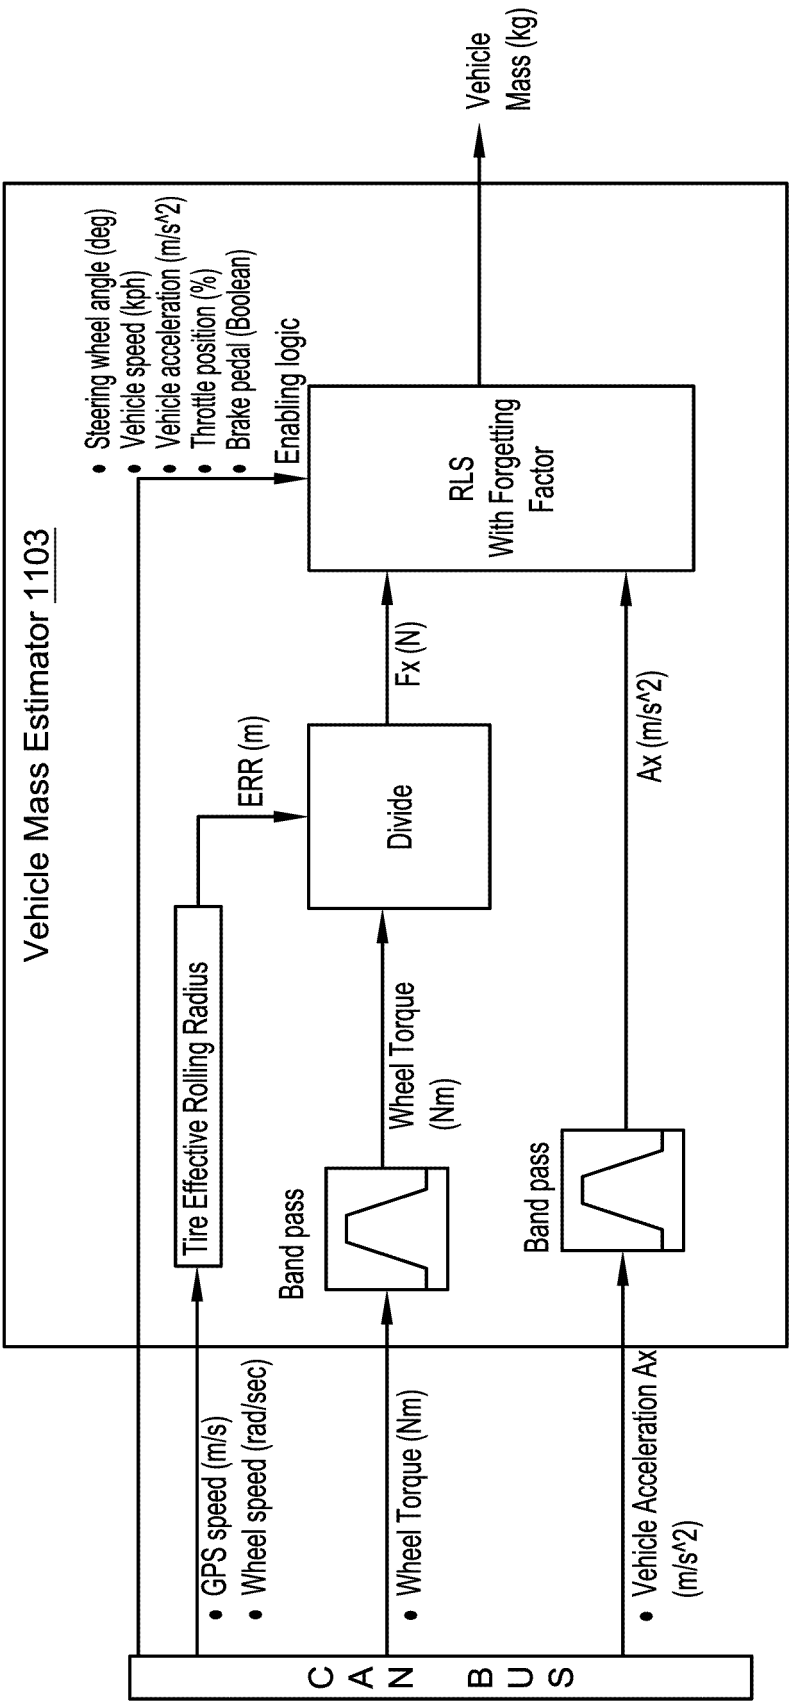 Vehicle Mass Estimator 1103
• Steering wheel angle (deg)
• Vehicle speed (kph)
• Vehicle acceleration (m/s^2)
• Throttle position (%)
• Brake pedal (Boolean)
Enabling logic
• GPS speed (m/s)
• Wheel speed (rad/sec)
Tire Effective Rolling Radius
ERR (m)
• Wheel Torque (Nm)
Band pass
Wheel Torque
(Nm)
Divide
Fx (N)
RLS
With Forgetting
Factor
Vehicle
Mass (kg)
• Vehicle Acceleration Ax
(m/s^2)
Band pass
Ax (m/s^2)
CAN BUS